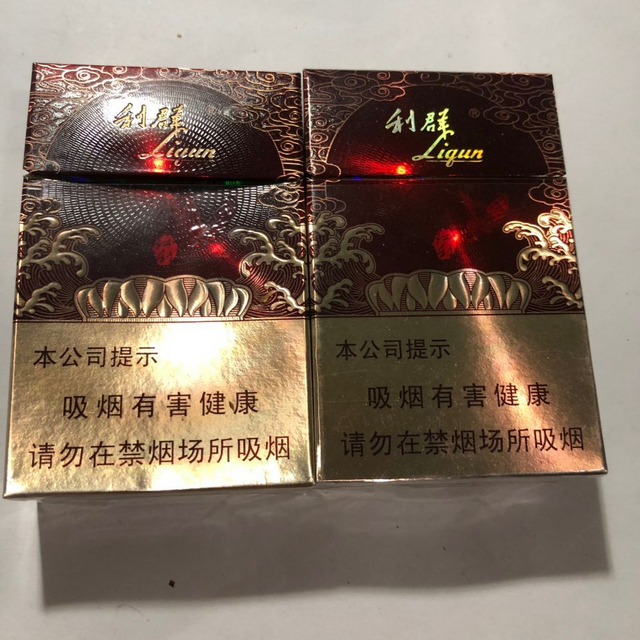 利群
Liqun
本公司提示
吸烟有害健康
请勿在禁烟场所吸烟
利群®
Liqun
本公司提示
吸烟有害健康
请勿在禁烟场所吸烟